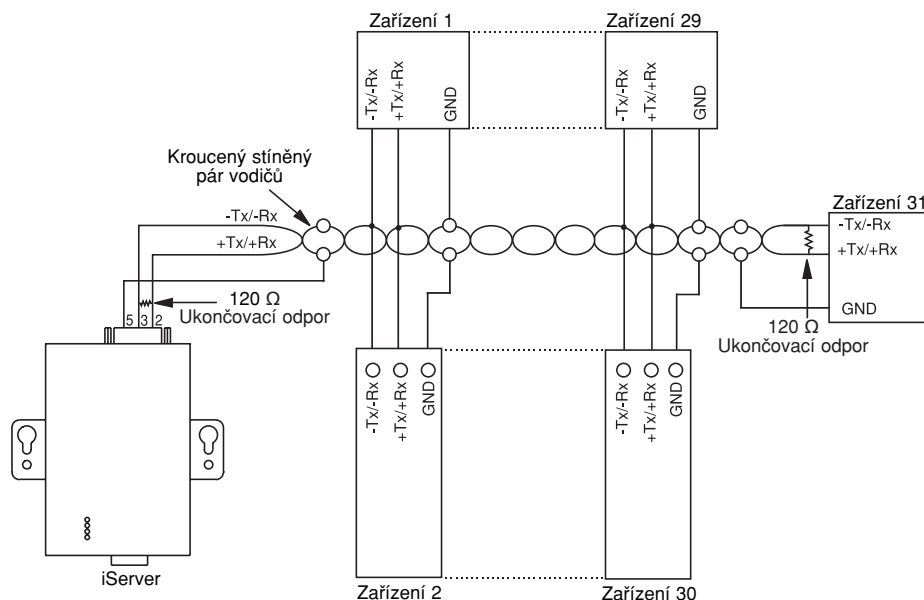 Zařízení 1
Zařízení 29
-Tx/-Rx
+Tx/+Rx
GND
-Tx/-Rx
+Tx/+Rx
GND
Kroucený stíněný
pár vodičů
Zařízení 31
-Tx/-Rx
+Tx/+Rx
-Tx/-Rx
+Tx/+Rx
GND
120 Ω
Ukončovací odpor
5 3 2
120 Ω
Ukončovací odpor
-Tx/-Rx
+Tx/+Rx
GND
-Tx/-Rx
+Tx/+Rx
GND
iServer
Zařízení 2
Zařízení 30